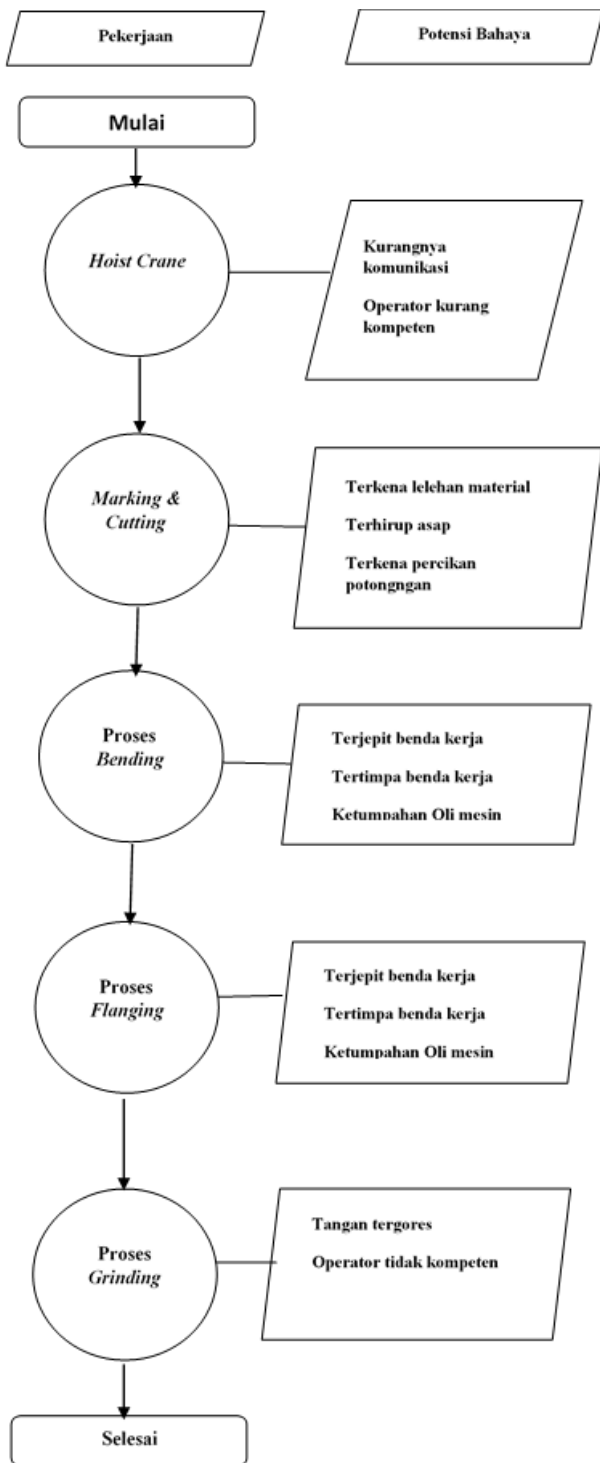 Pekerjaan
Potensi Bahaya
Mulai
Hoist Crane
Kurangnya
komunikasi
Operator kurang
kompeten
Marking &
Cutting
Terkena lelehan material
Terhirup asap
Terkena percikan
potongngan
Proses
Bending
Terjepit benda kerja
Tertimpa benda kerja
Ketumpahan Oli mesin
Proses
Flanging
Terjepit benda kerja
Tertimpa benda kerja
Ketumpahan Oli mesin
Proses
Grinding
Tangan tergores
Operator tidak kompeten
Selesai